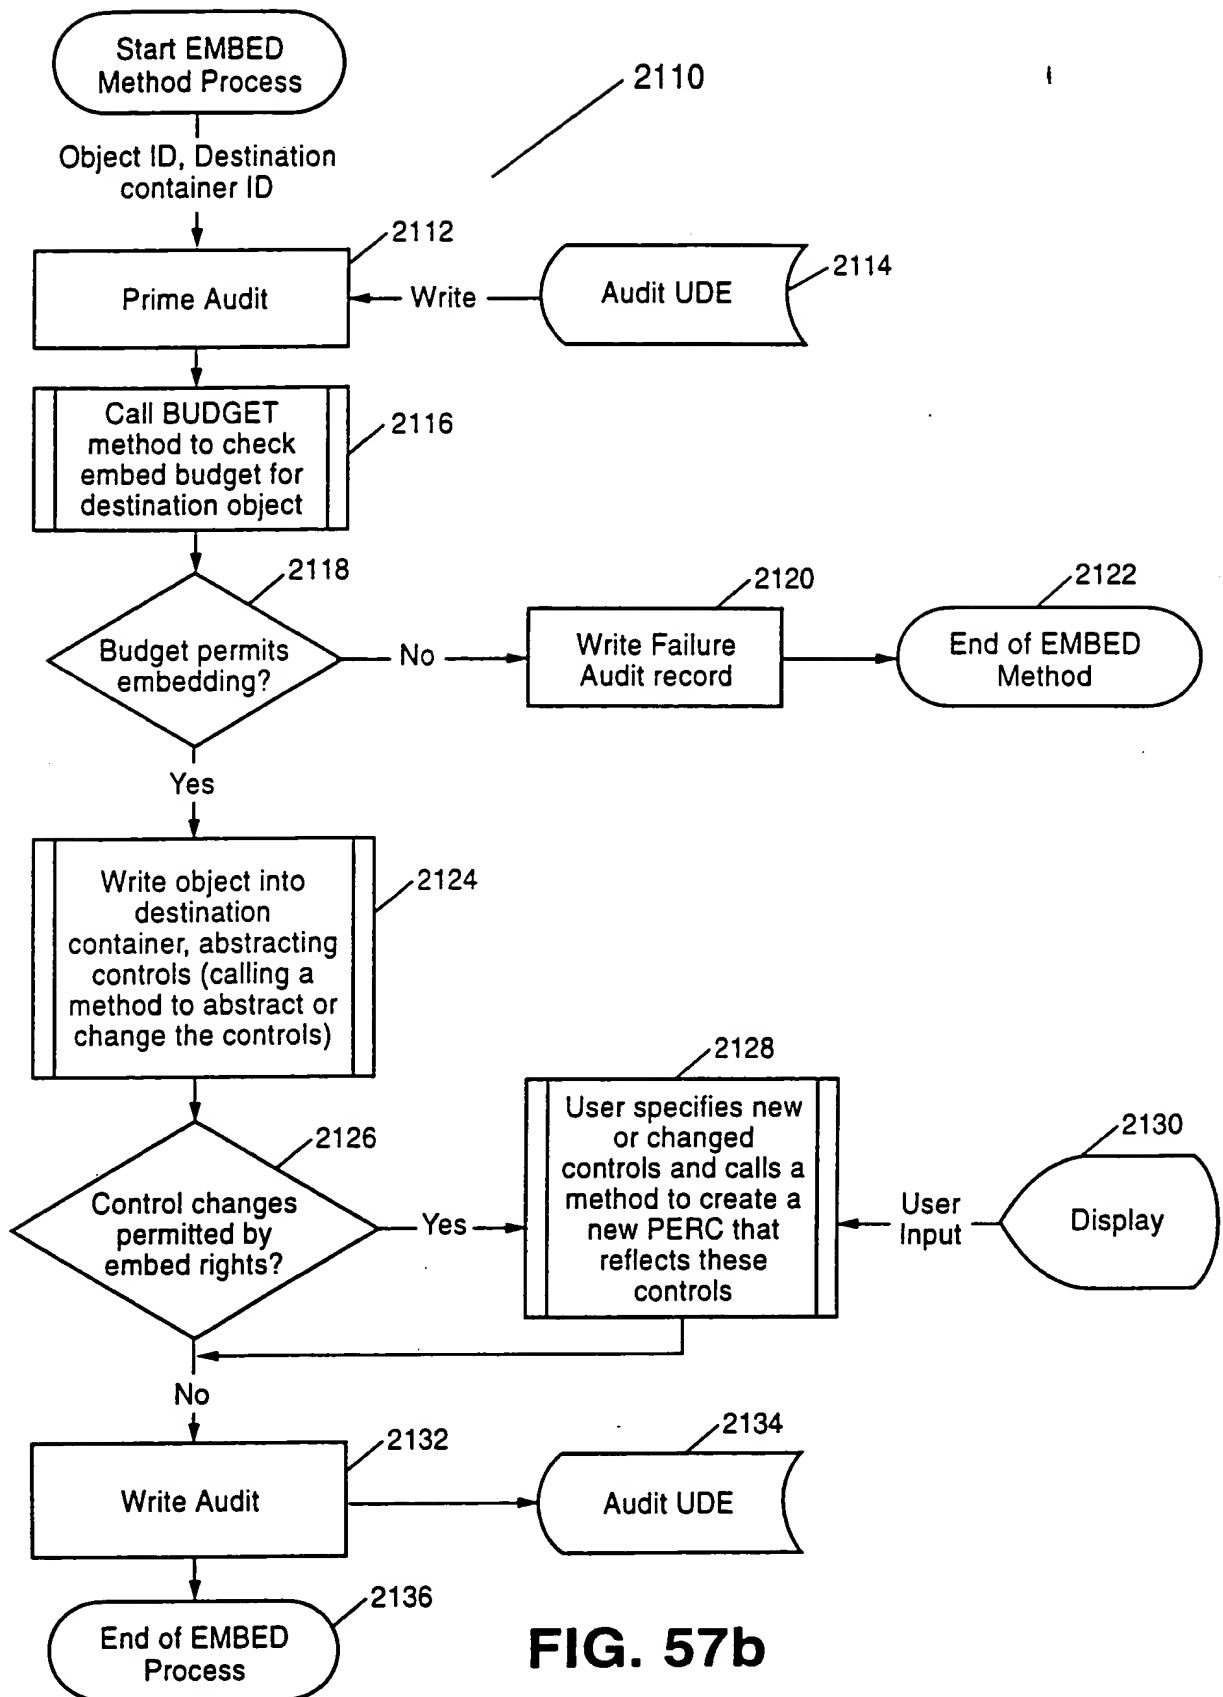 Start EMBED
Method Process
2110
Object ID, Destination
container ID
2112
Prime Audit
Write
Audit UDE
2114
Call BUDGET
method to check
embed budget for
destination object
2116
2118
Budget permits
embedding?
No
2120
Write Failure
Audit record
2122
End of EMBED
Method
Yes
Write object into
destination
container, abstracting
controls (calling a
method to abstract or
change the controls)
2124
2126
Control changes
permitted by
embed rights?
Yes
2128
User specifies new
or changed
controls and calls a
method to create a
new PERC that
reflects these
controls
User
Input
2130
Display
No
2132
Write Audit
2134
Audit UDE
2136
End of EMBED
Process
FIG. 57b